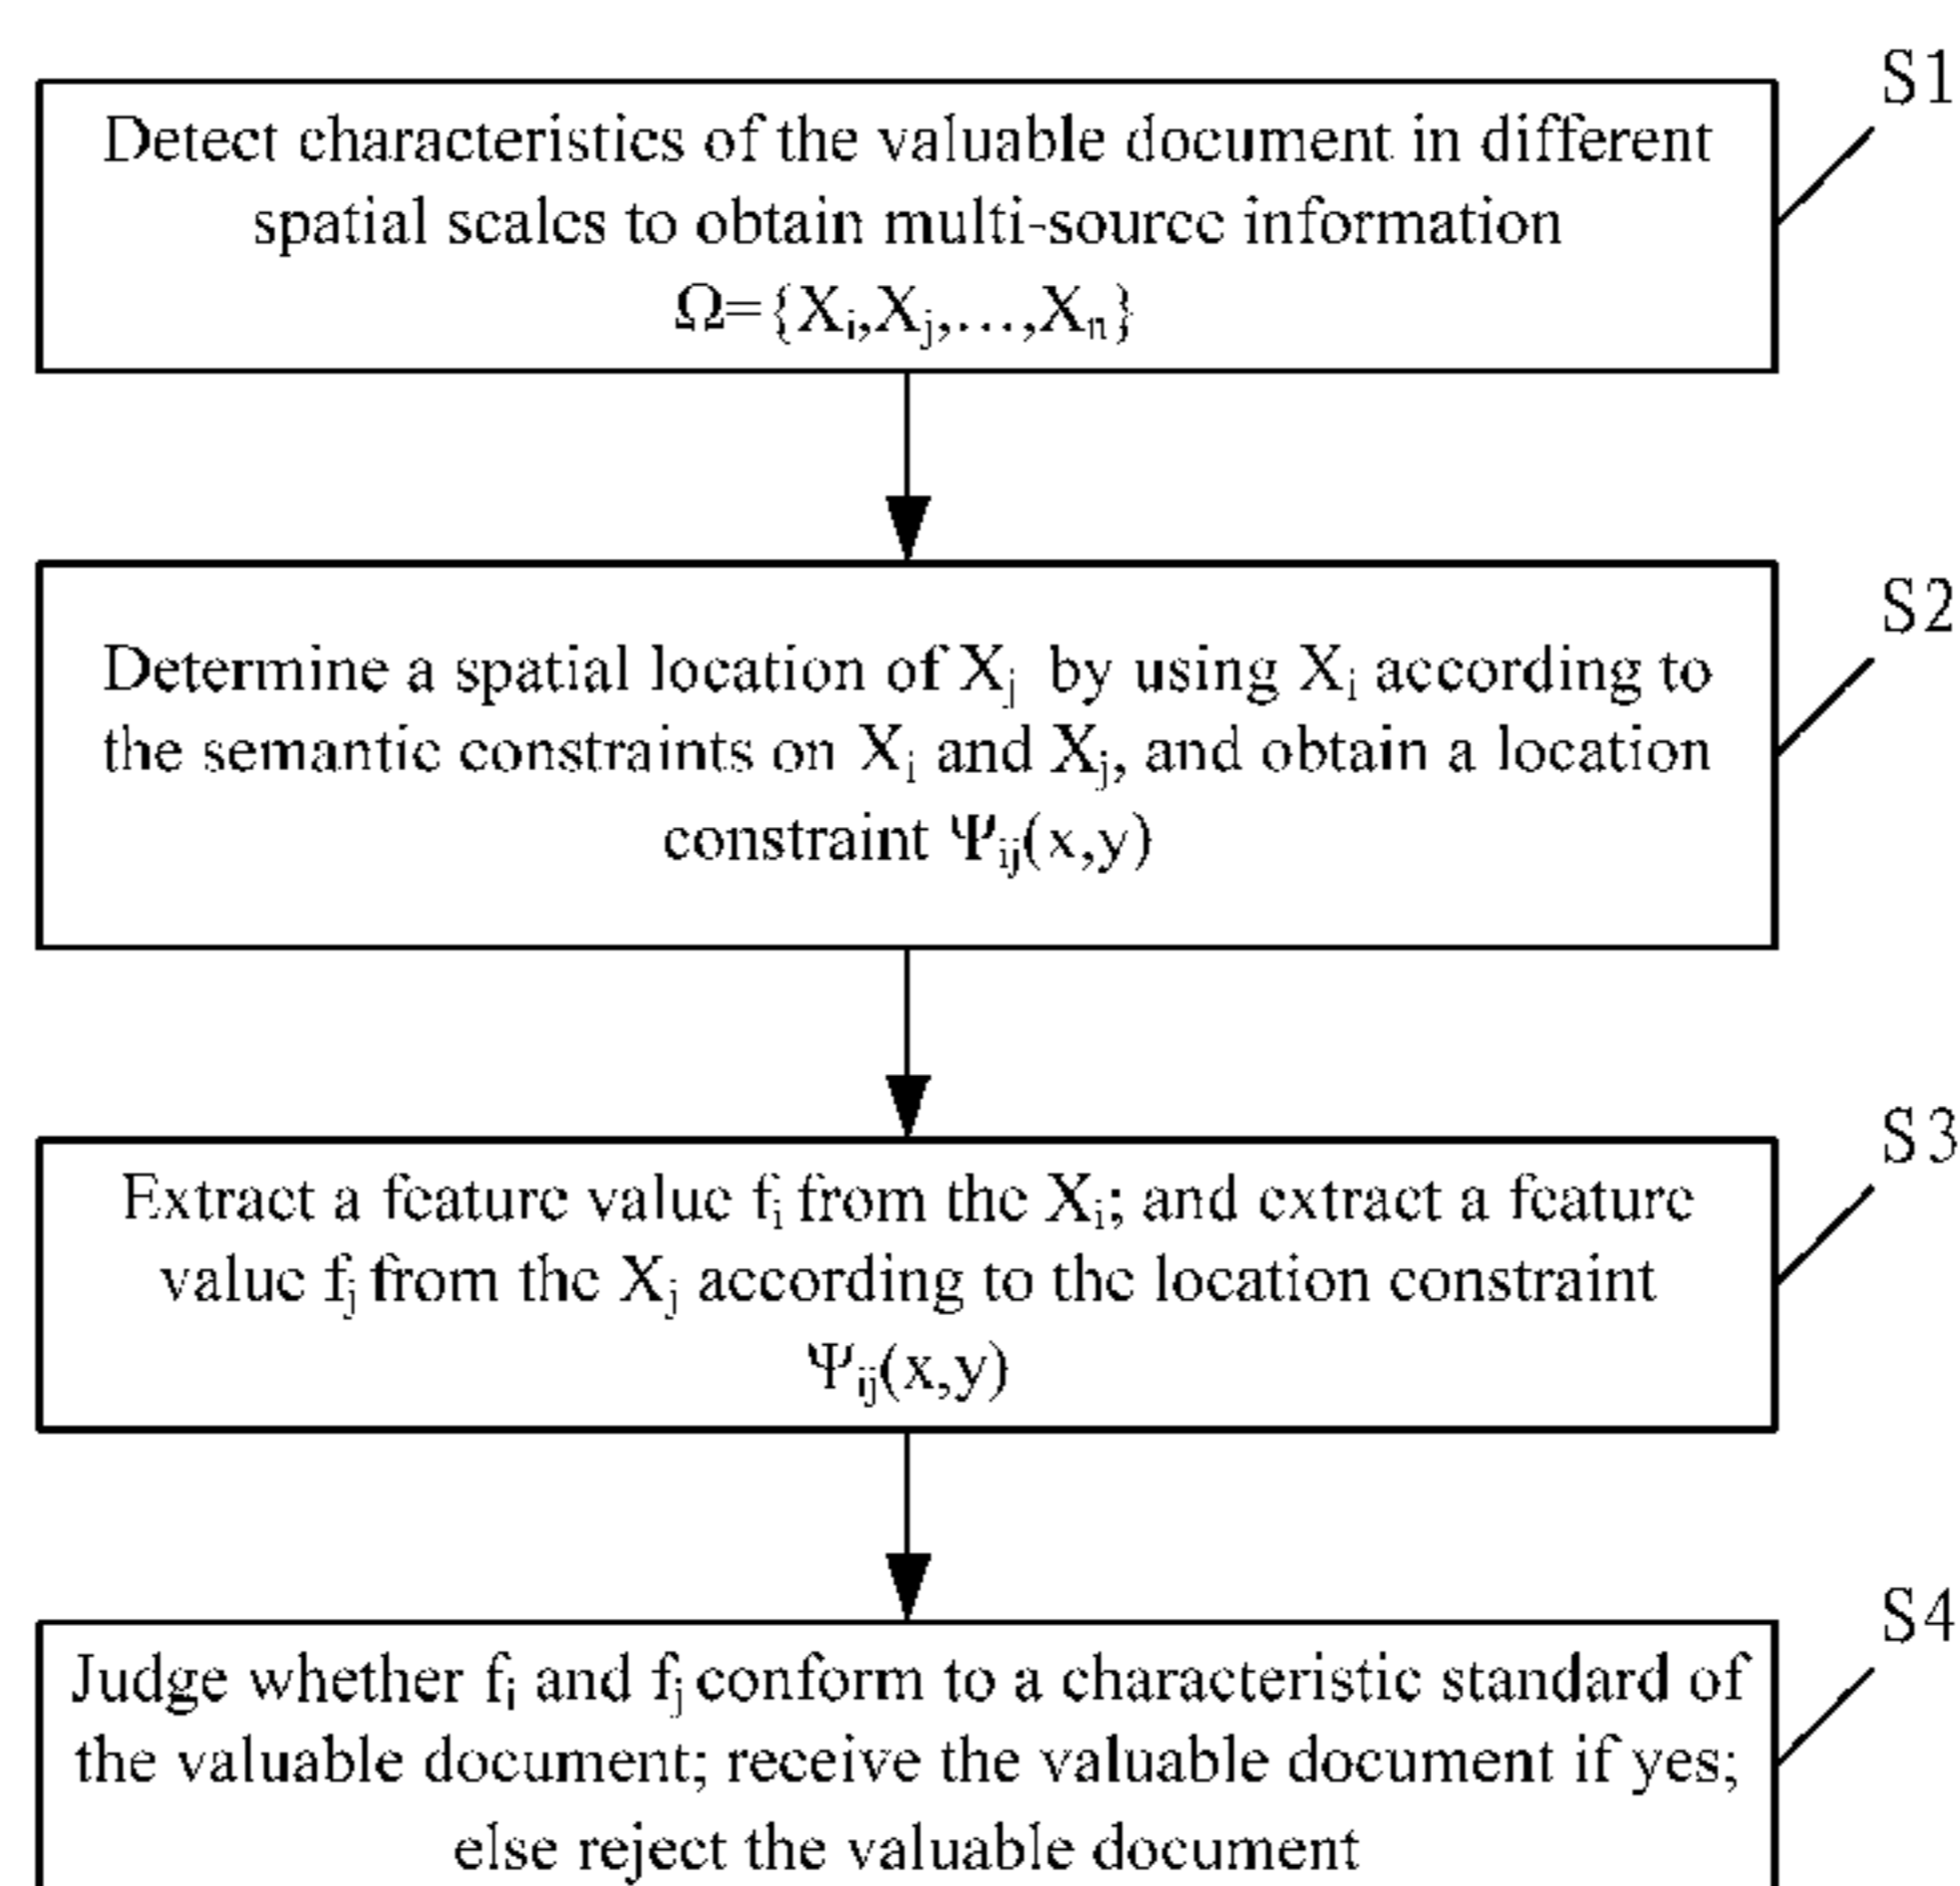 S1
Detect characteristics of the valuable document in different
spatial scales to obtain multi-source information
Ω={Xi,Xj,…,Xn}
S2
Determine a spatial location of Xj by using Xi according to
the semantic constraints on Xi and Xj, and obtain a location
constraint Ψij(x,y)
S3
Extract a feature value fi from the Xi; and extract a feature
value fj from the Xj according to the location constraint
Ψij(x,y)
S4
Judge whether fi and fj conform to a characteristic standard of
the valuable document; receive the valuable document if yes;
else reject the valuable document